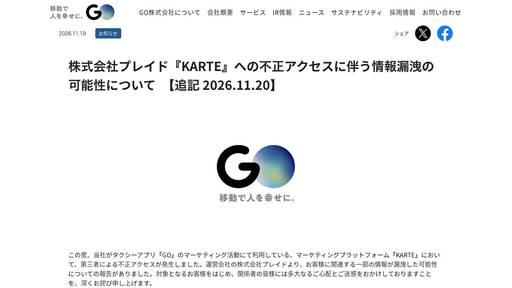 移動で
人を幸せに。 GO
GO株式会社について 会社概要 サービス IR情報 ニュース サステナビリティ 採用情報 お問い合わせ
2026.11.19 お知らせ シェア
株式会社プレイド『KARTE』への不正アクセスに伴う情報漏洩の
可能性について 【追記 2026.11.20】
GO
移動で人を幸せに。
この度、当社がタクシーアプリ『GO』のマーケティング活動にて利用している、マーケティングプラットフォーム『KARTE』にお
いて、第三者による不正アクセスが発生しました。運営会社の株式会社プレイドより、お客様に関連する一部の情報が漏洩した可能性
についての報告がありました。対象となるお客様をはじめ、関係者の皆様には多大なるご心配とご迷惑をおかけしておりますこと
を、深くお詫び申し上げます。